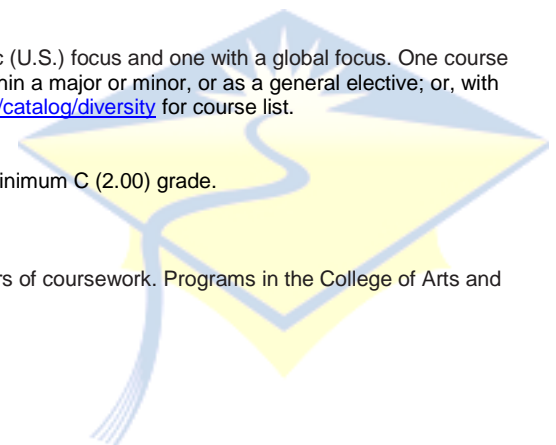 c (U.S.) focus and one with a global focus. One course
hin a major or minor, or as a general elective; or, with
/catalog/diversity for course list.
inimum C (2.00) grade.
rs of coursework. Programs in the College of Arts and